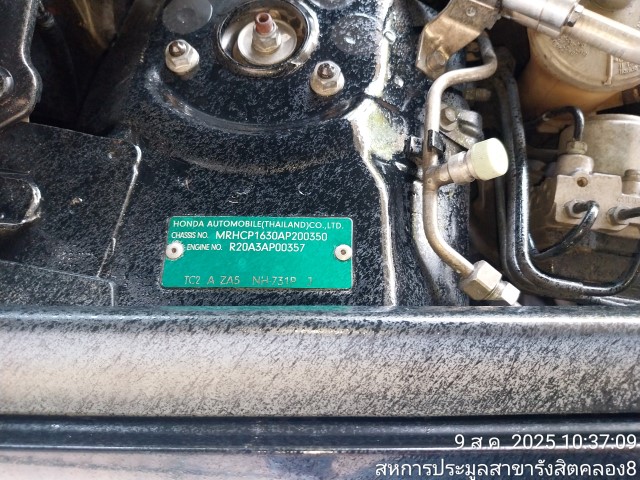 HONDA AUTOMOBILE(THAILAND)CO.,LTD.
CHASSIS NO. MRHCP1630AP200350
ENGINE NO. R20A3AP00357
TC2 A ZA5 NH 731P 1
9 ส.ค. 2025 10:37:09
สหการประมูลสาขารังสิตคลอง8